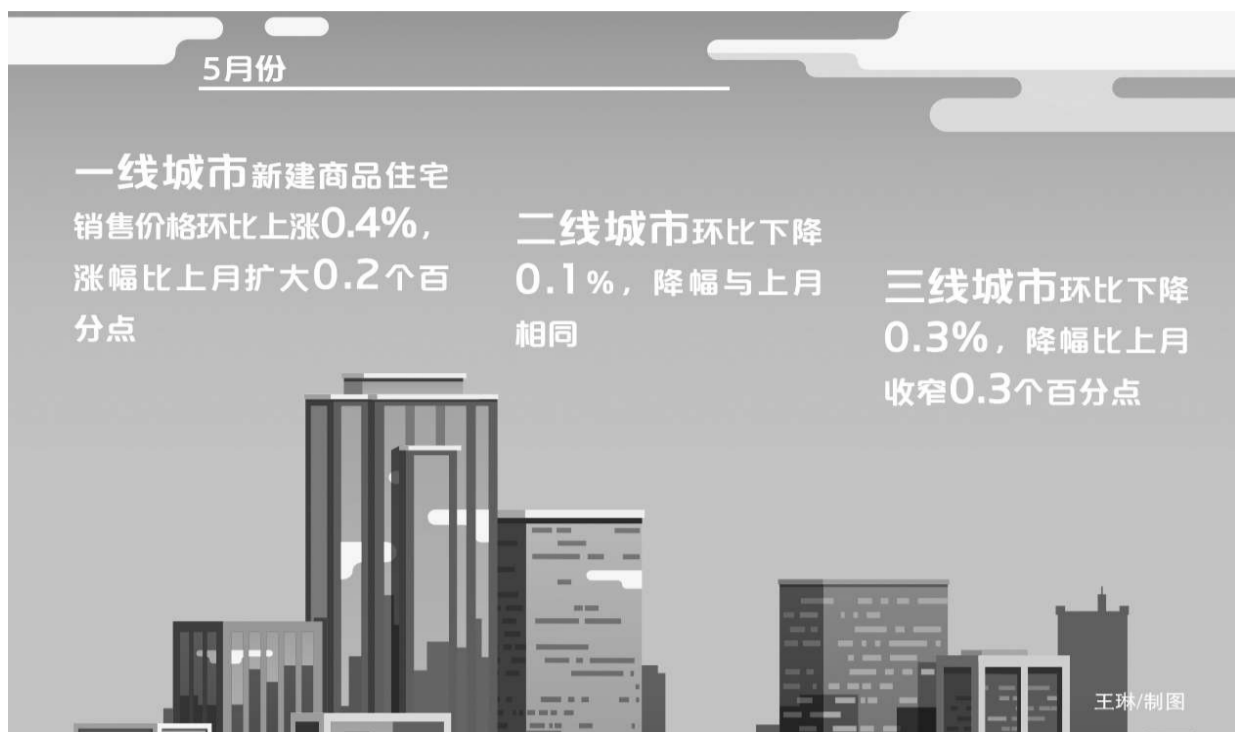 5月份
一线城市新建商品住宅
销售价格环比上涨0.4%，
涨幅比上月扩大0.2个百
分点
二线城市环比下降
0.1%，降幅与上月
相同
三线城市环比下降
0.3%，降幅比上月
收窄0.3个百分点
王琳/制图